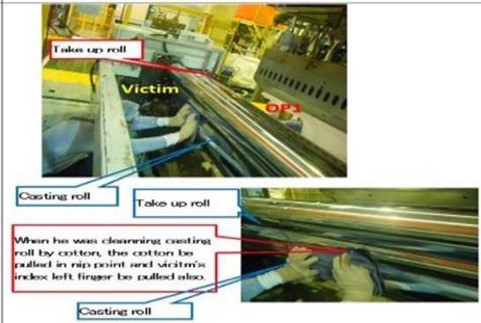 Take up roll
Victim
OP1
Casting roll
Take up roll
When he was cleanning casting
roll by cotton, the cotton be
pulled in nip point and vicitm's
index left finger be pulled also.
Casting roll